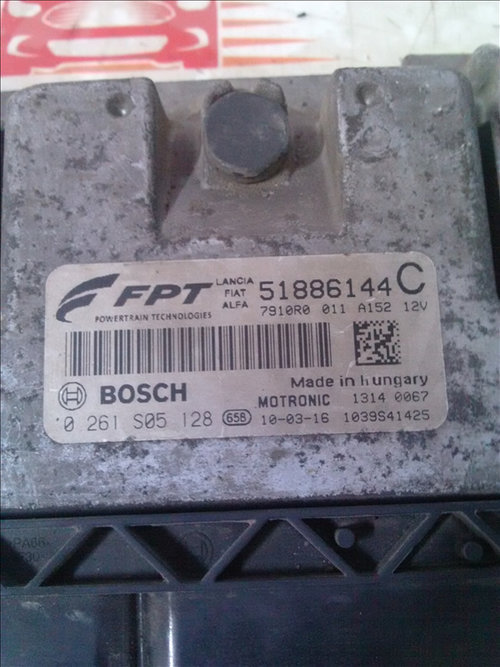 FPT
POWERTRAIN TECHNOLOGIES
LANCIA
FIAT
ALFA
51886144 C
7910R0 011 A152 12V
BOSCH
Made in Hungary
MOTRONIC 1314 0067
0 261 S05 128 658 10-03-16 1039S41425